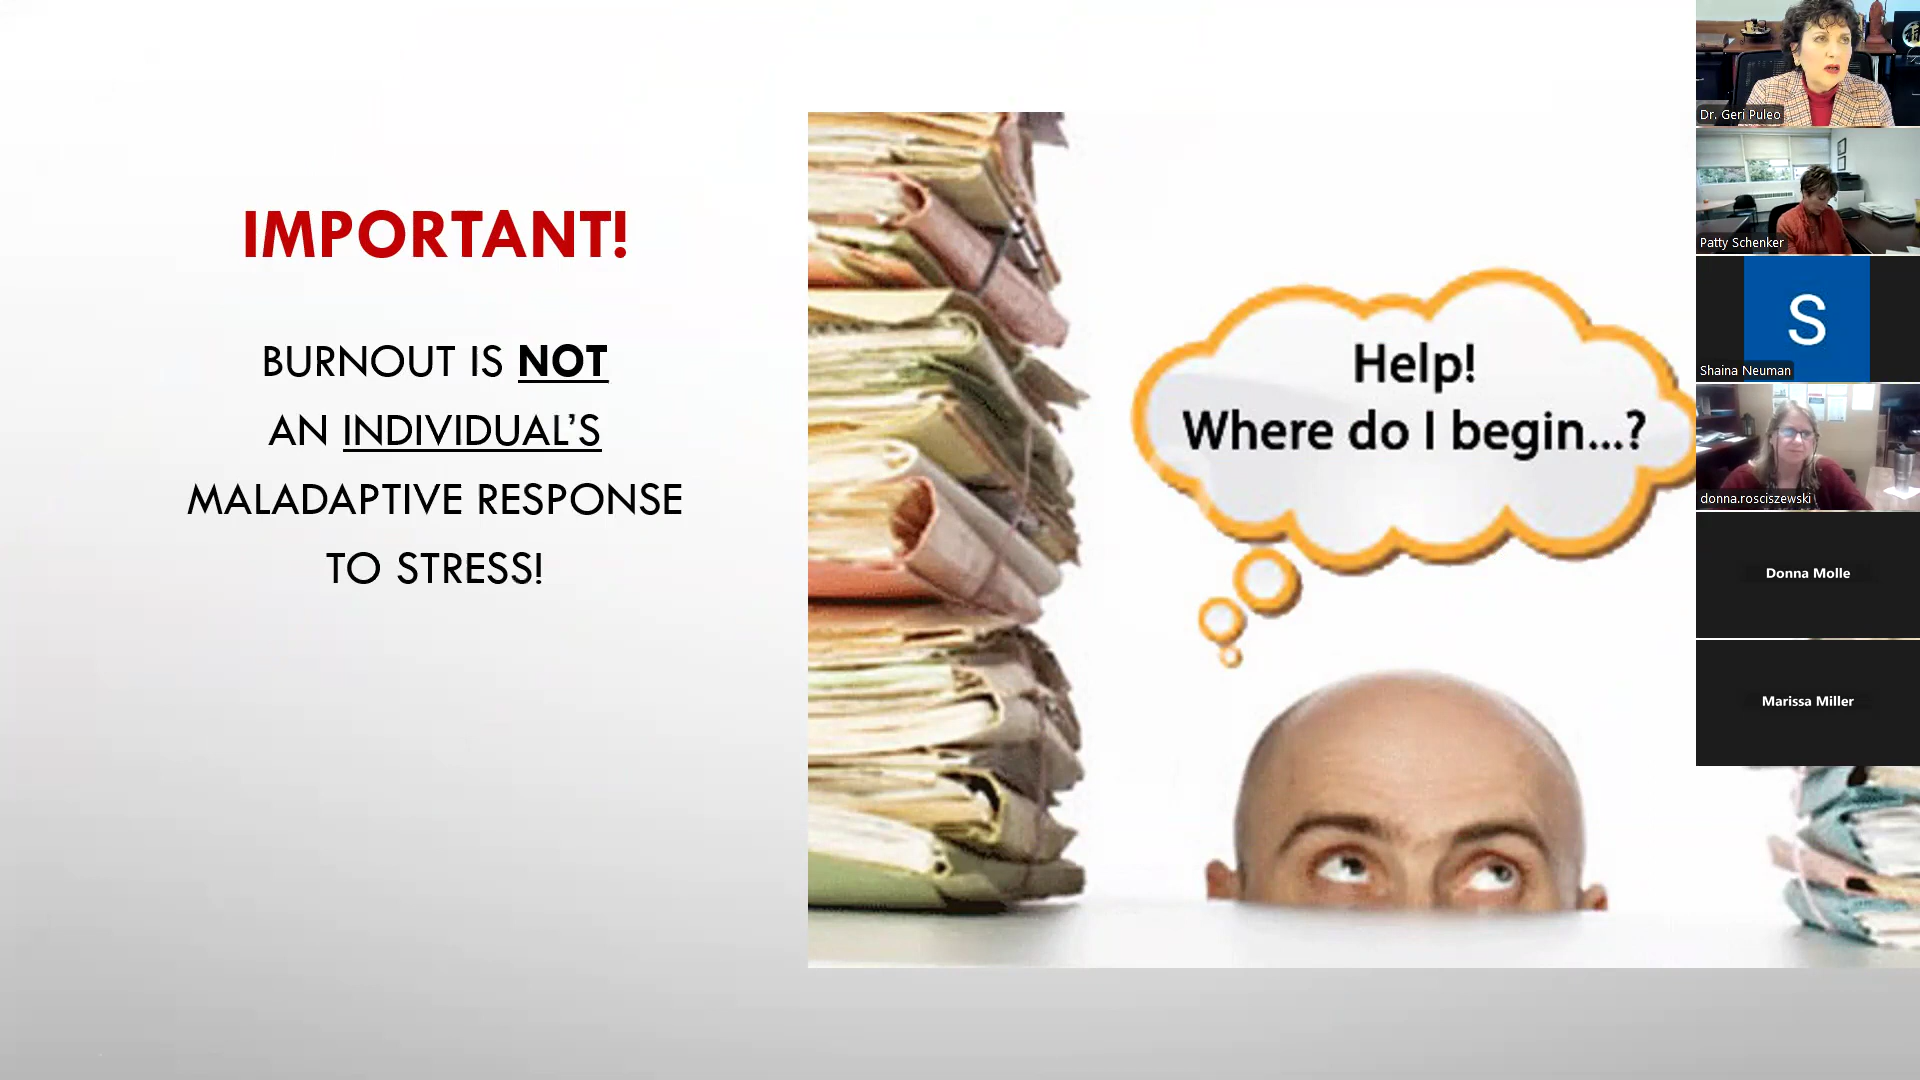 IMPORTANT!
BURNOUT IS NOT
AN INDIVIDUAL’S
MALADAPTIVE RESPONSE
TO STRESS!
Help!
Where do I begin...?
Dr. Geri Puleo
Patty Schenker
S
Shaina Neuman
donna.rosciszewski
Donna Molle
Marissa Miller